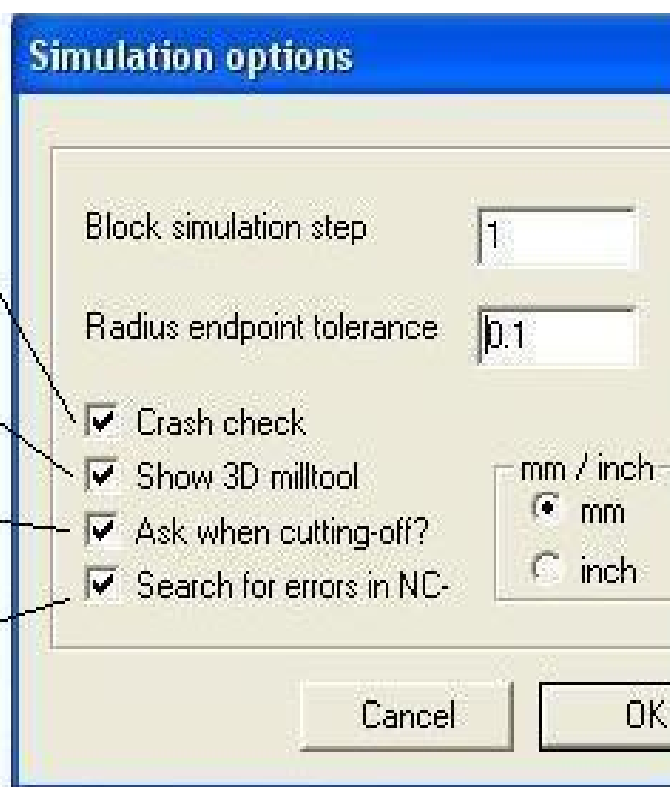 Simulation options
Block simulation step
1
Radius endpoint tolerance
0.1
Crash check
Show 3D milltool
Ask when cutting-off?
Search for errors in NC-
mm / inch
mm
inch
Cancel
OK